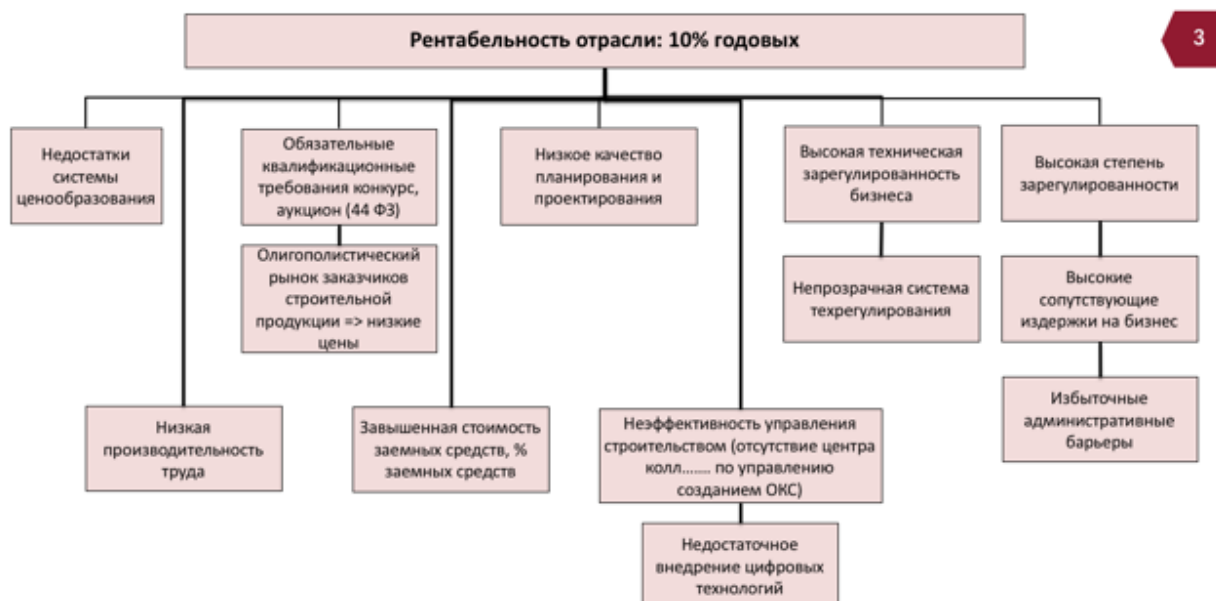 Рентабельность отрасли: 10% годовых
3
Недостатки
системы
ценообразования
Обязательные
квалификационные
требования конкурс,
аукцион (44 ФЗ)
Низкое качество
планирования и
проектирования
Высокая техническая
зарегулированность
бизнеса
Высокая степень
зарегулированности
Олигополистический
рынок заказчиков
строительной
продукции => низкие
цены
Непрозрачная система
техрегулирования
Высокие
сопутствующие
издержки на бизнес
Низкая
производительность
труда
Завышенная стоимость
заемных средств, %
заемных средств
Неэффективность управления
строительством (отсутствие центра
колл....... по управлению
созданием ОКС)
Избыточные
административные
барьеры
Недостаточное
внедрение цифровых
технологий